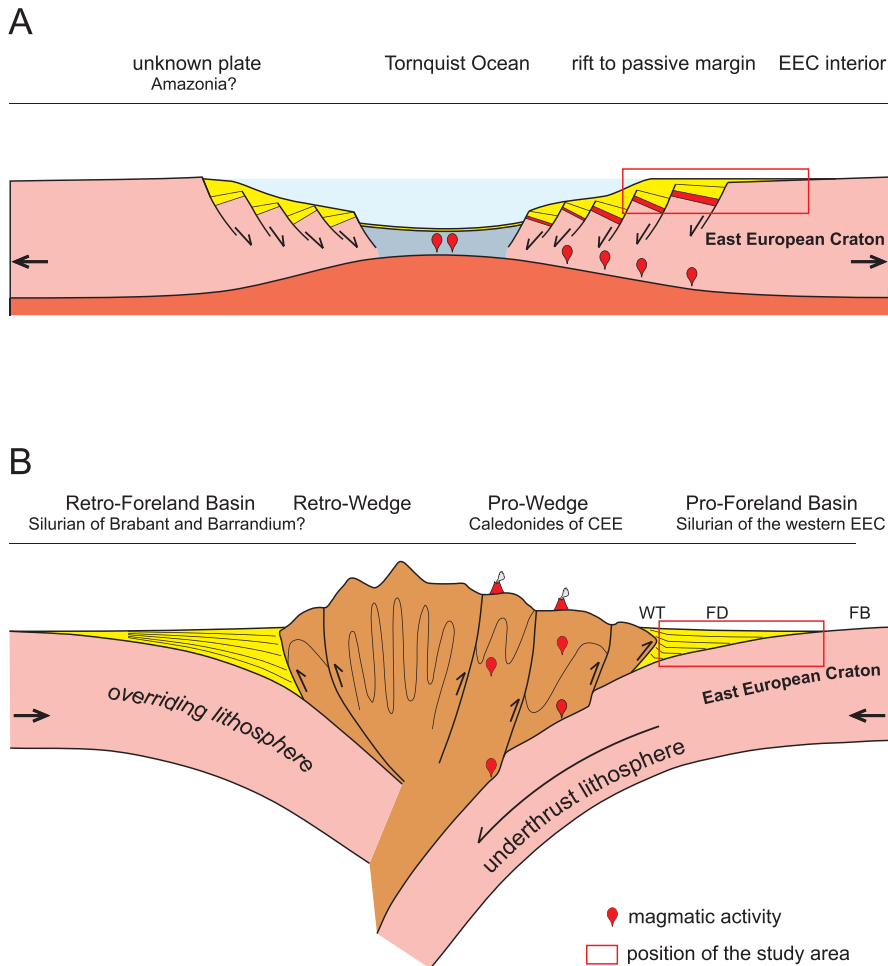 A
unknown plate
Amazonia?
Tornquist Ocean
rift to passive margin
EEC interior
East European Craton
B
Retro-Foreland Basin
Silurian of Brabant and Barrandium?
Retro-Wedge
Pro-Wedge
Caledonides of CEE
Pro-Foreland Basin
Silurian of the western EEC
WT
FD
FB
overriding lithosphere
East European Craton
underthrust lithosphere
magmatic activity
position of the study area